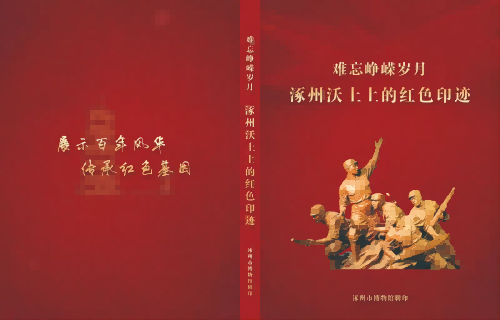 展示百年风华
传承红色基因
难忘峥嵘岁月
涿州沃土上的红色印迹
涿州市博物馆编印
难忘峥嵘岁月
涿州沃土上的红色印迹
涿州市博物馆编印